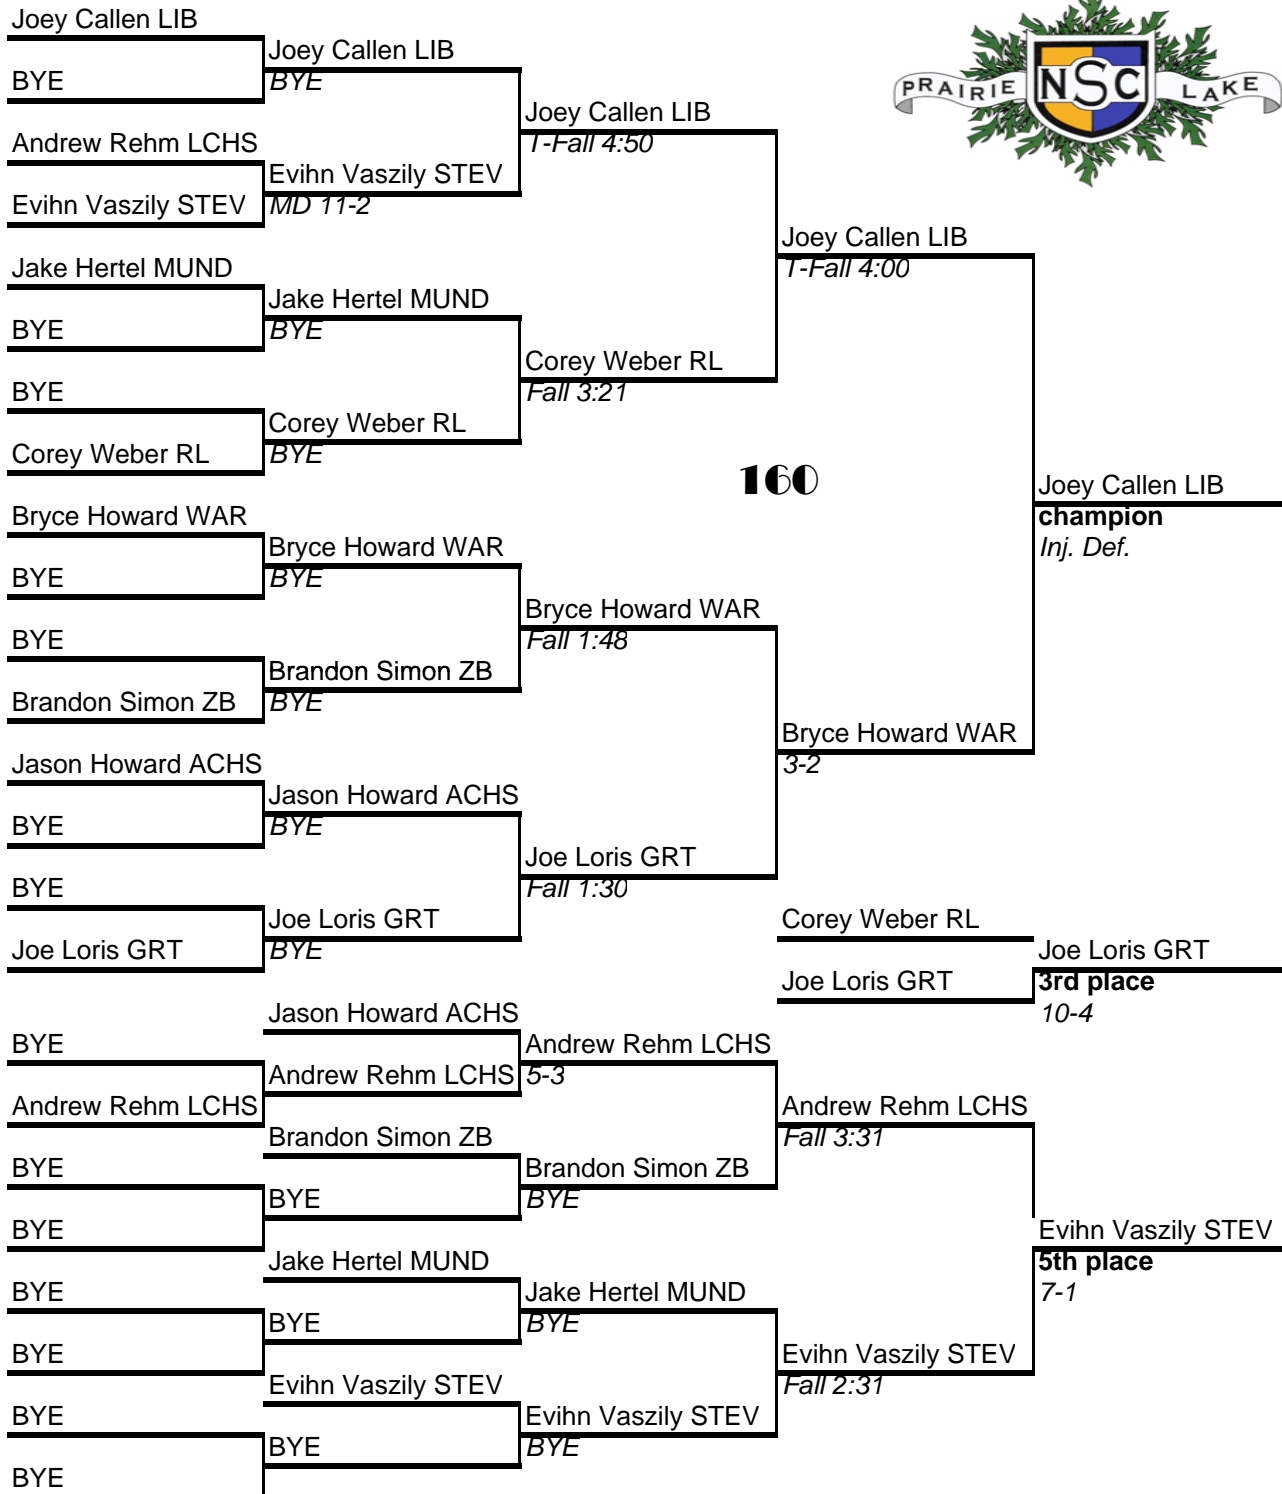 Joey Callen LIB
Joey Callen LIB
BYE
BYE
PRAIRIE NSC LAKE
Joey Callen LIB
T-Fall 4:50
Andrew Rehm LCHS
Evihn Vaszily STEV
Evihn Vaszily STEV
MD 11-2
Joey Callen LIB
T-Fall 4:00
Jake Hertel MUND
Jake Hertel MUND
BYE
BYE
Corey Weber RL
Fall 3:21
BYE
Corey Weber RL
Corey Weber RL
BYE
160
Joey Callen LIB
champion
Inj. Def.
Bryce Howard WAR
Bryce Howard WAR
BYE
BYE
Bryce Howard WAR
Fall 1:48
BYE
Brandon Simon ZB
Brandon Simon ZB
BYE
Bryce Howard WAR
3-2
Jason Howard ACHS
Jason Howard ACHS
BYE
BYE
Joe Loris GRT
Fall 1:30
BYE
Joe Loris GRT
Joe Loris GRT
BYE
Corey Weber RL
Joe Loris GRT
Joe Loris GRT
3rd place
10-4
Jason Howard ACHS
BYE
Andrew Rehm LCHS
Andrew Rehm LCHS
5-3
Andrew Rehm LCHS
Andrew Rehm LCHS
Fall 3:31
Brandon Simon ZB
BYE
Brandon Simon ZB
BYE
BYE
BYE
Evihn Vaszily STEV
5th place
7-1
Jake Hertel MUND
BYE
Jake Hertel MUND
BYE
BYE
BYE
Evihn Vaszily STEV
Fall 2:31
Evihn Vaszily STEV
BYE
Evihn Vaszily STEV
BYE
BYE
BYE